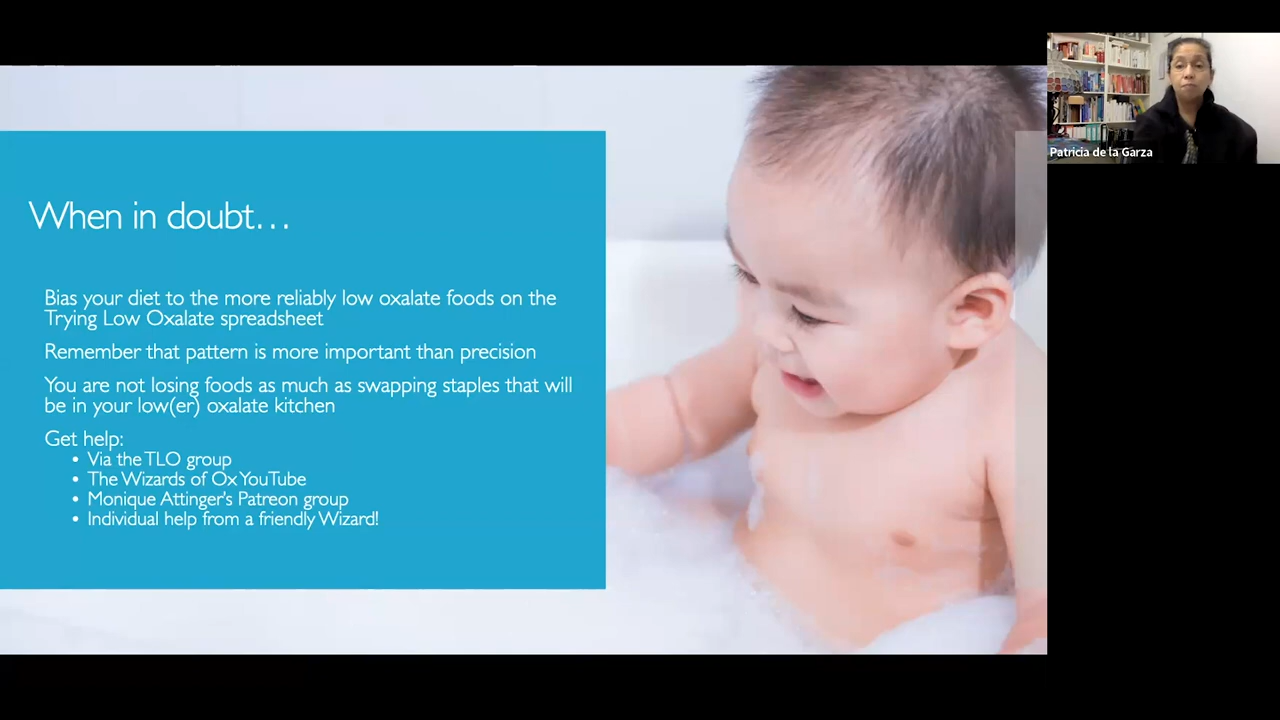 When in doubt…
Bias your diet to the more reliably low oxalate foods on the
Trying Low Oxalate spreadsheet
Remember that pattern is more important than precision
You are not losing foods as much as swapping staples that will
be in your low(er) oxalate kitchen
Get help:
• Via the TLO group
• The Wizards of Ox YouTube
• Monique Attinger's Patreon group
• Individual help from a friendly Wizard!
Patricia de la Garza